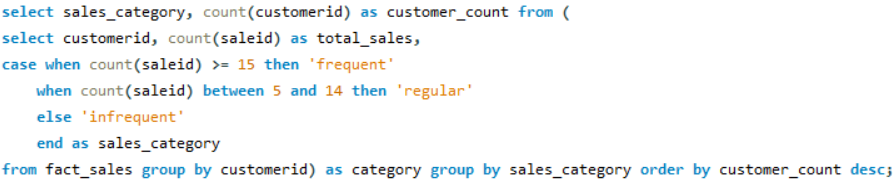 select sales_category, count(customerid) as customer_count from (
select customerid, count(saleid) as total_sales,
case when count(saleid) >= 15 then 'frequent'
    when count(saleid) between 5 and 14 then 'regular'
    else 'infrequent'
    end as sales_category
from fact_sales group by customerid) as category group by sales_category order by customer_count desc;